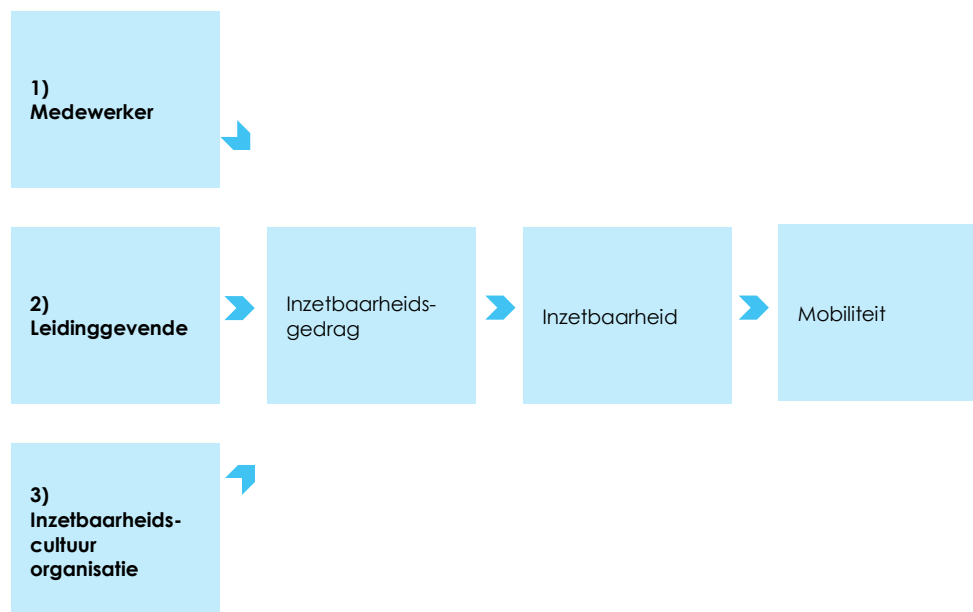 1)
Medewerker
2)
Leidinggevende
Inzetbaarheids-
gedrag
Inzetbaarheid
Mobiliteit
3)
Inzetbaarheids-
cultuur
organisatie